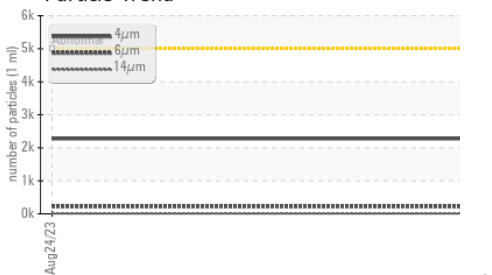 Particle Trend
6k
5k
4k
3k
2k
1k
0k
number of particles (1 ml)
Abnormal
4µm
6µm
14µm
Aug24/23